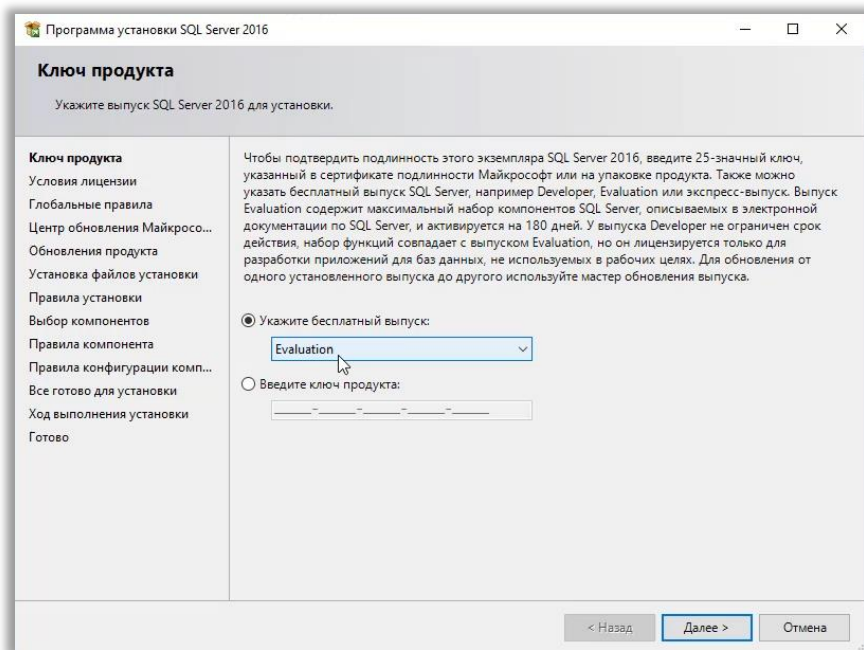 Программа установки SQL Server 2016
Ключ продукта
Укажите выпуск SQL Server 2016 для установки.
Ключ продукта
Условия лицензии
Глобальные правила
Центр обновления Майкросо...
Обновления продукта
Установка файлов установки
Правила установки
Выбор компонентов
Правила компонента
Правила конфигурации комп...
Все готово для установки
Ход выполнения установки
Готово
Чтобы подтвердить подлинность этого экземпляра SQL Server 2016, введите 25-значный ключ,
указанный в сертификате подлинности Майкрософт или на упаковке продукта. Также можно
указать бесплатный выпуск SQL Server, например Developer, Evaluation или экспресс-выпуск. Выпуск
Evaluation содержит максимальный набор компонентов SQL Server, описываемых в электронной
документации по SQL Server, и активируется на 180 дней. У выпуска Developer не ограничен срок
действия, набор функций совпадает с выпуском Evaluation, но он лицензируется только для
разработки приложений для баз данных, не используемых в рабочих целях. Для обновления от
одного установленного выпуска до другого используйте мастер обновления выпуска.
Укажите бесплатный выпуск:
Evaluation
Введите ключ продукта:
_____-_____-_____-_____-_____
< Назад
Далее >
Отмена